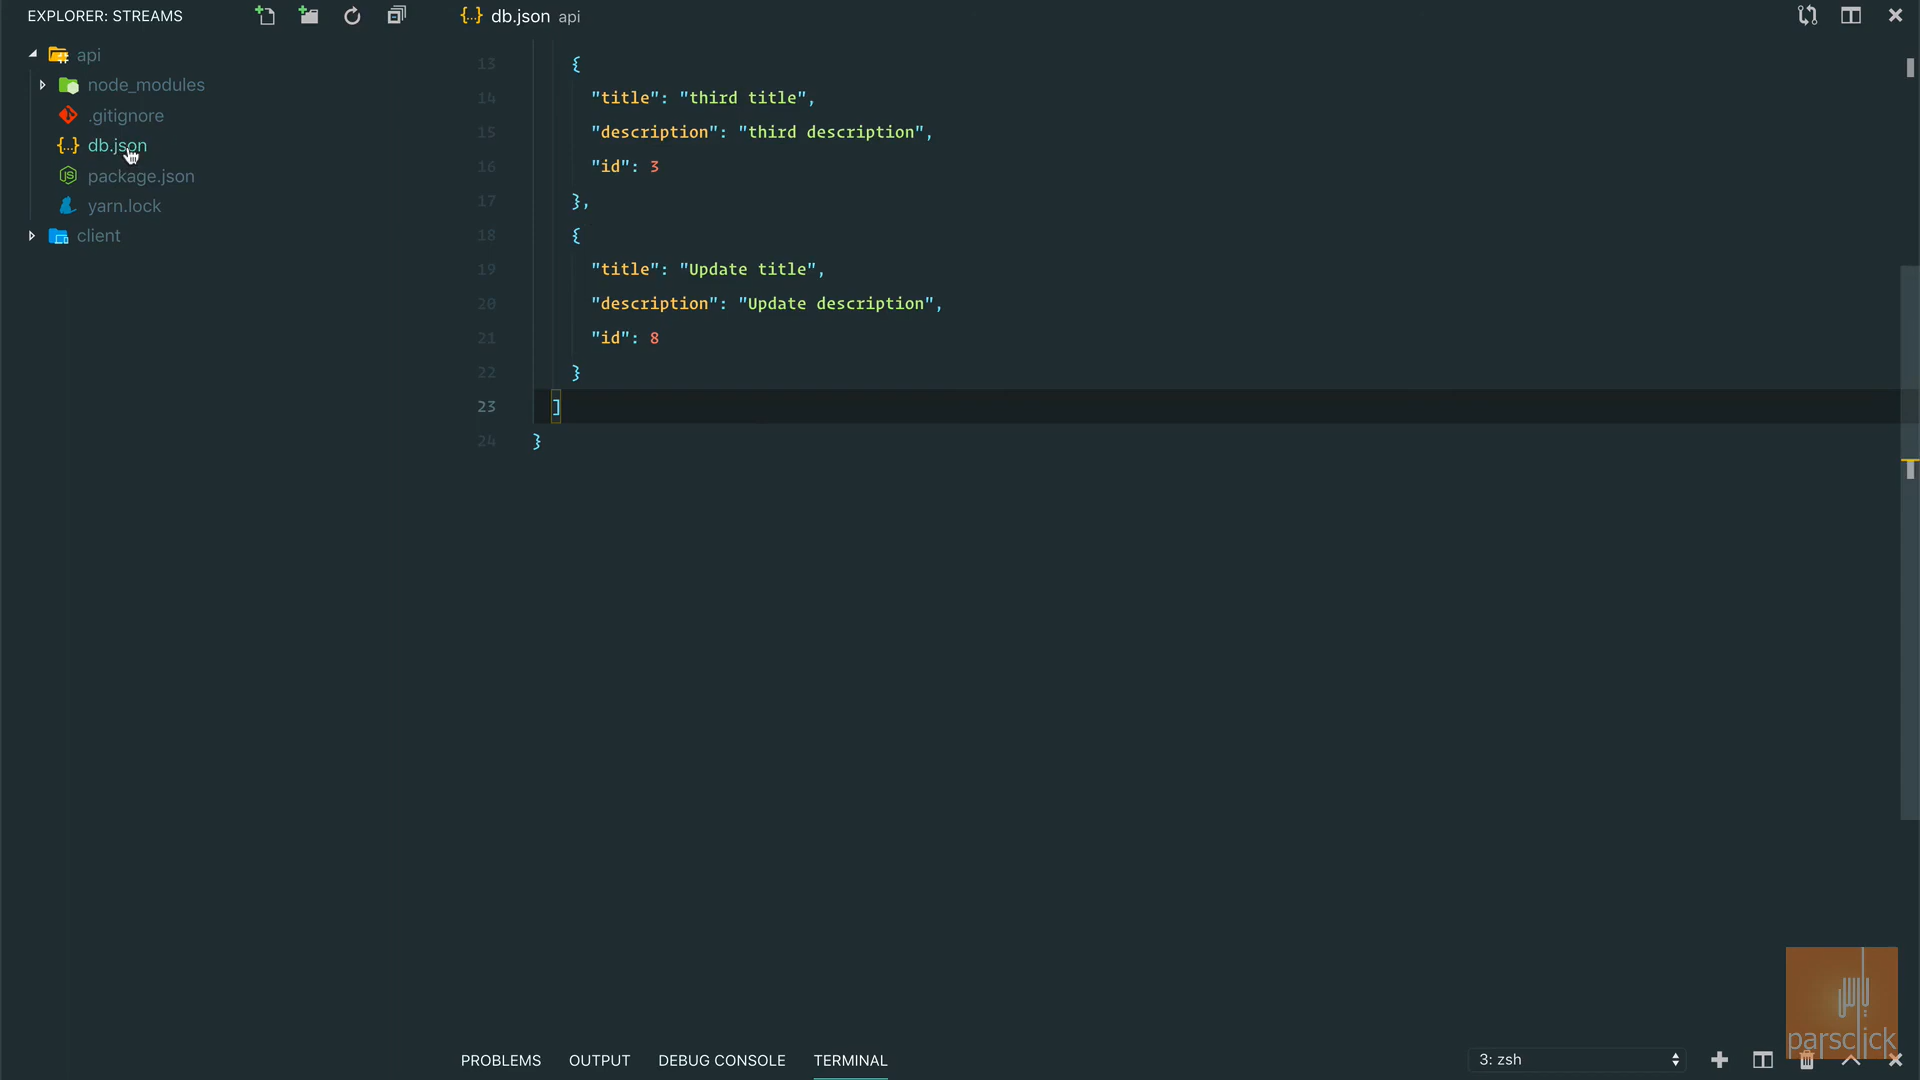 EXPLORER: STREAMS
api
node_modules
.gitignore
db.json
package.json
yarn.lock
client
{..} db.json api
13 {
14 "title": "third title",
15 "description": "third description",
16 "id": 3
17 },
18 {
19 "title": "Update title",
20 "description": "Update description",
21 "id": 8
22 }
23 ]
24 }
PROBLEMS OUTPUT DEBUG CONSOLE TERMINAL
3: zsh
parsclick